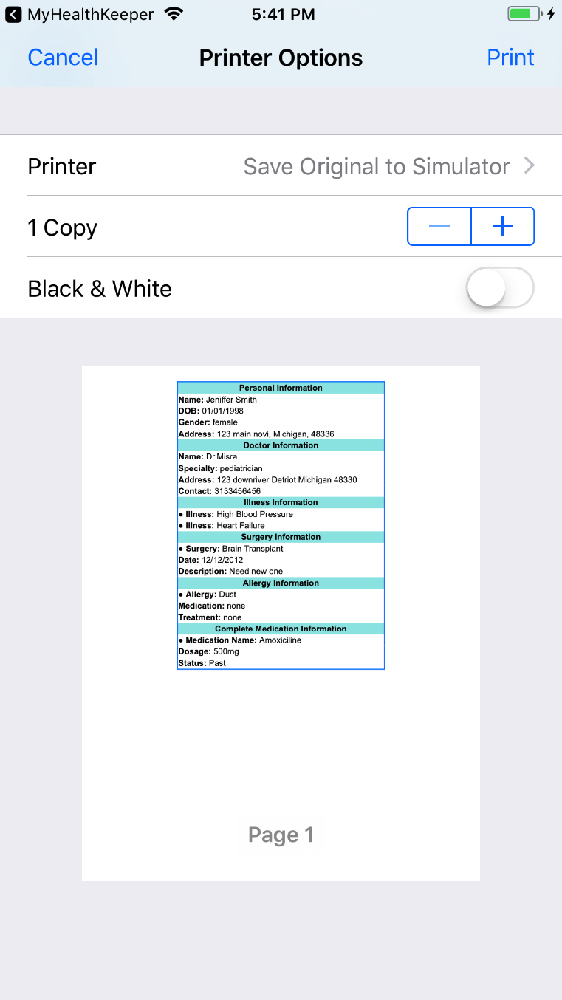 MyHealthKeeper 5:41 PM
Cancel Printer Options Print
Printer Save Original to Simulator
1 Copy
Black & White
Personal Information
Name: Jeniffer Smith
DOB: 01/01/1998
Gender: female
Address: 123 main novi, Michigan, 48336
Doctor Information
Name: Dr.Misra
Specialty: pediatrician
Address: 123 downriver Detriot Michigan 48330
Contact: 3133456456
Illness Information
• Illness: High Blood Pressure
• Illness: Heart Failure
Surgery Information
• Surgery: Brain Transplant
Date: 12/12/2012
Description: Need new one
Allergy Information
• Allergy: Dust
Medication: none
Treatment: none
Complete Medication Information
• Medication Name: Amoxiciline
Dosage: 500mg
Status: Past
Page 1